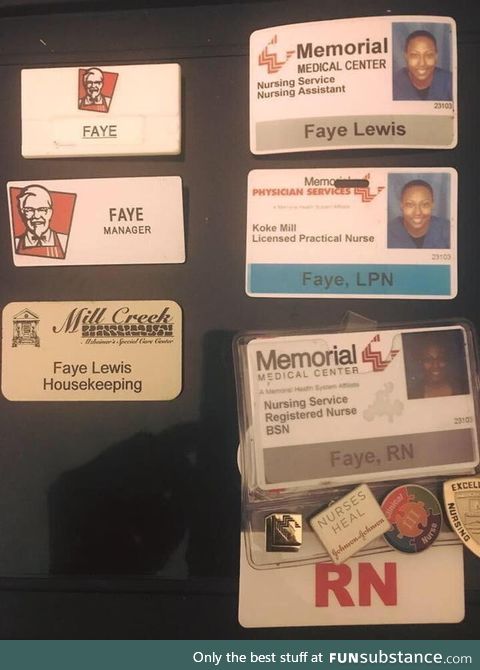 FAYE
FAYE
MANAGER
Mill Creek
Alzheimer's Special Care Center
Faye Lewis
Housekeeping
Memorial
MEDICAL CENTER
Nursing Service
Nursing Assistant
23103
Faye Lewis
Memorial
PHYSICIAN SERVICES
A Memorial Health System Affiliate
Koke Mill
Licensed Practical Nurse
23103
Faye, LPN
Memorial
MEDICAL CENTER
A Memorial Health System Affiliate
Nursing Service
Registered Nurse
BSN
23103
Faye, RN
NURSES
HEAL
Johnson-Johnson
Clinical
III
Nurse
NURSING
RN
Only the best stuff at FUNsubstance.com